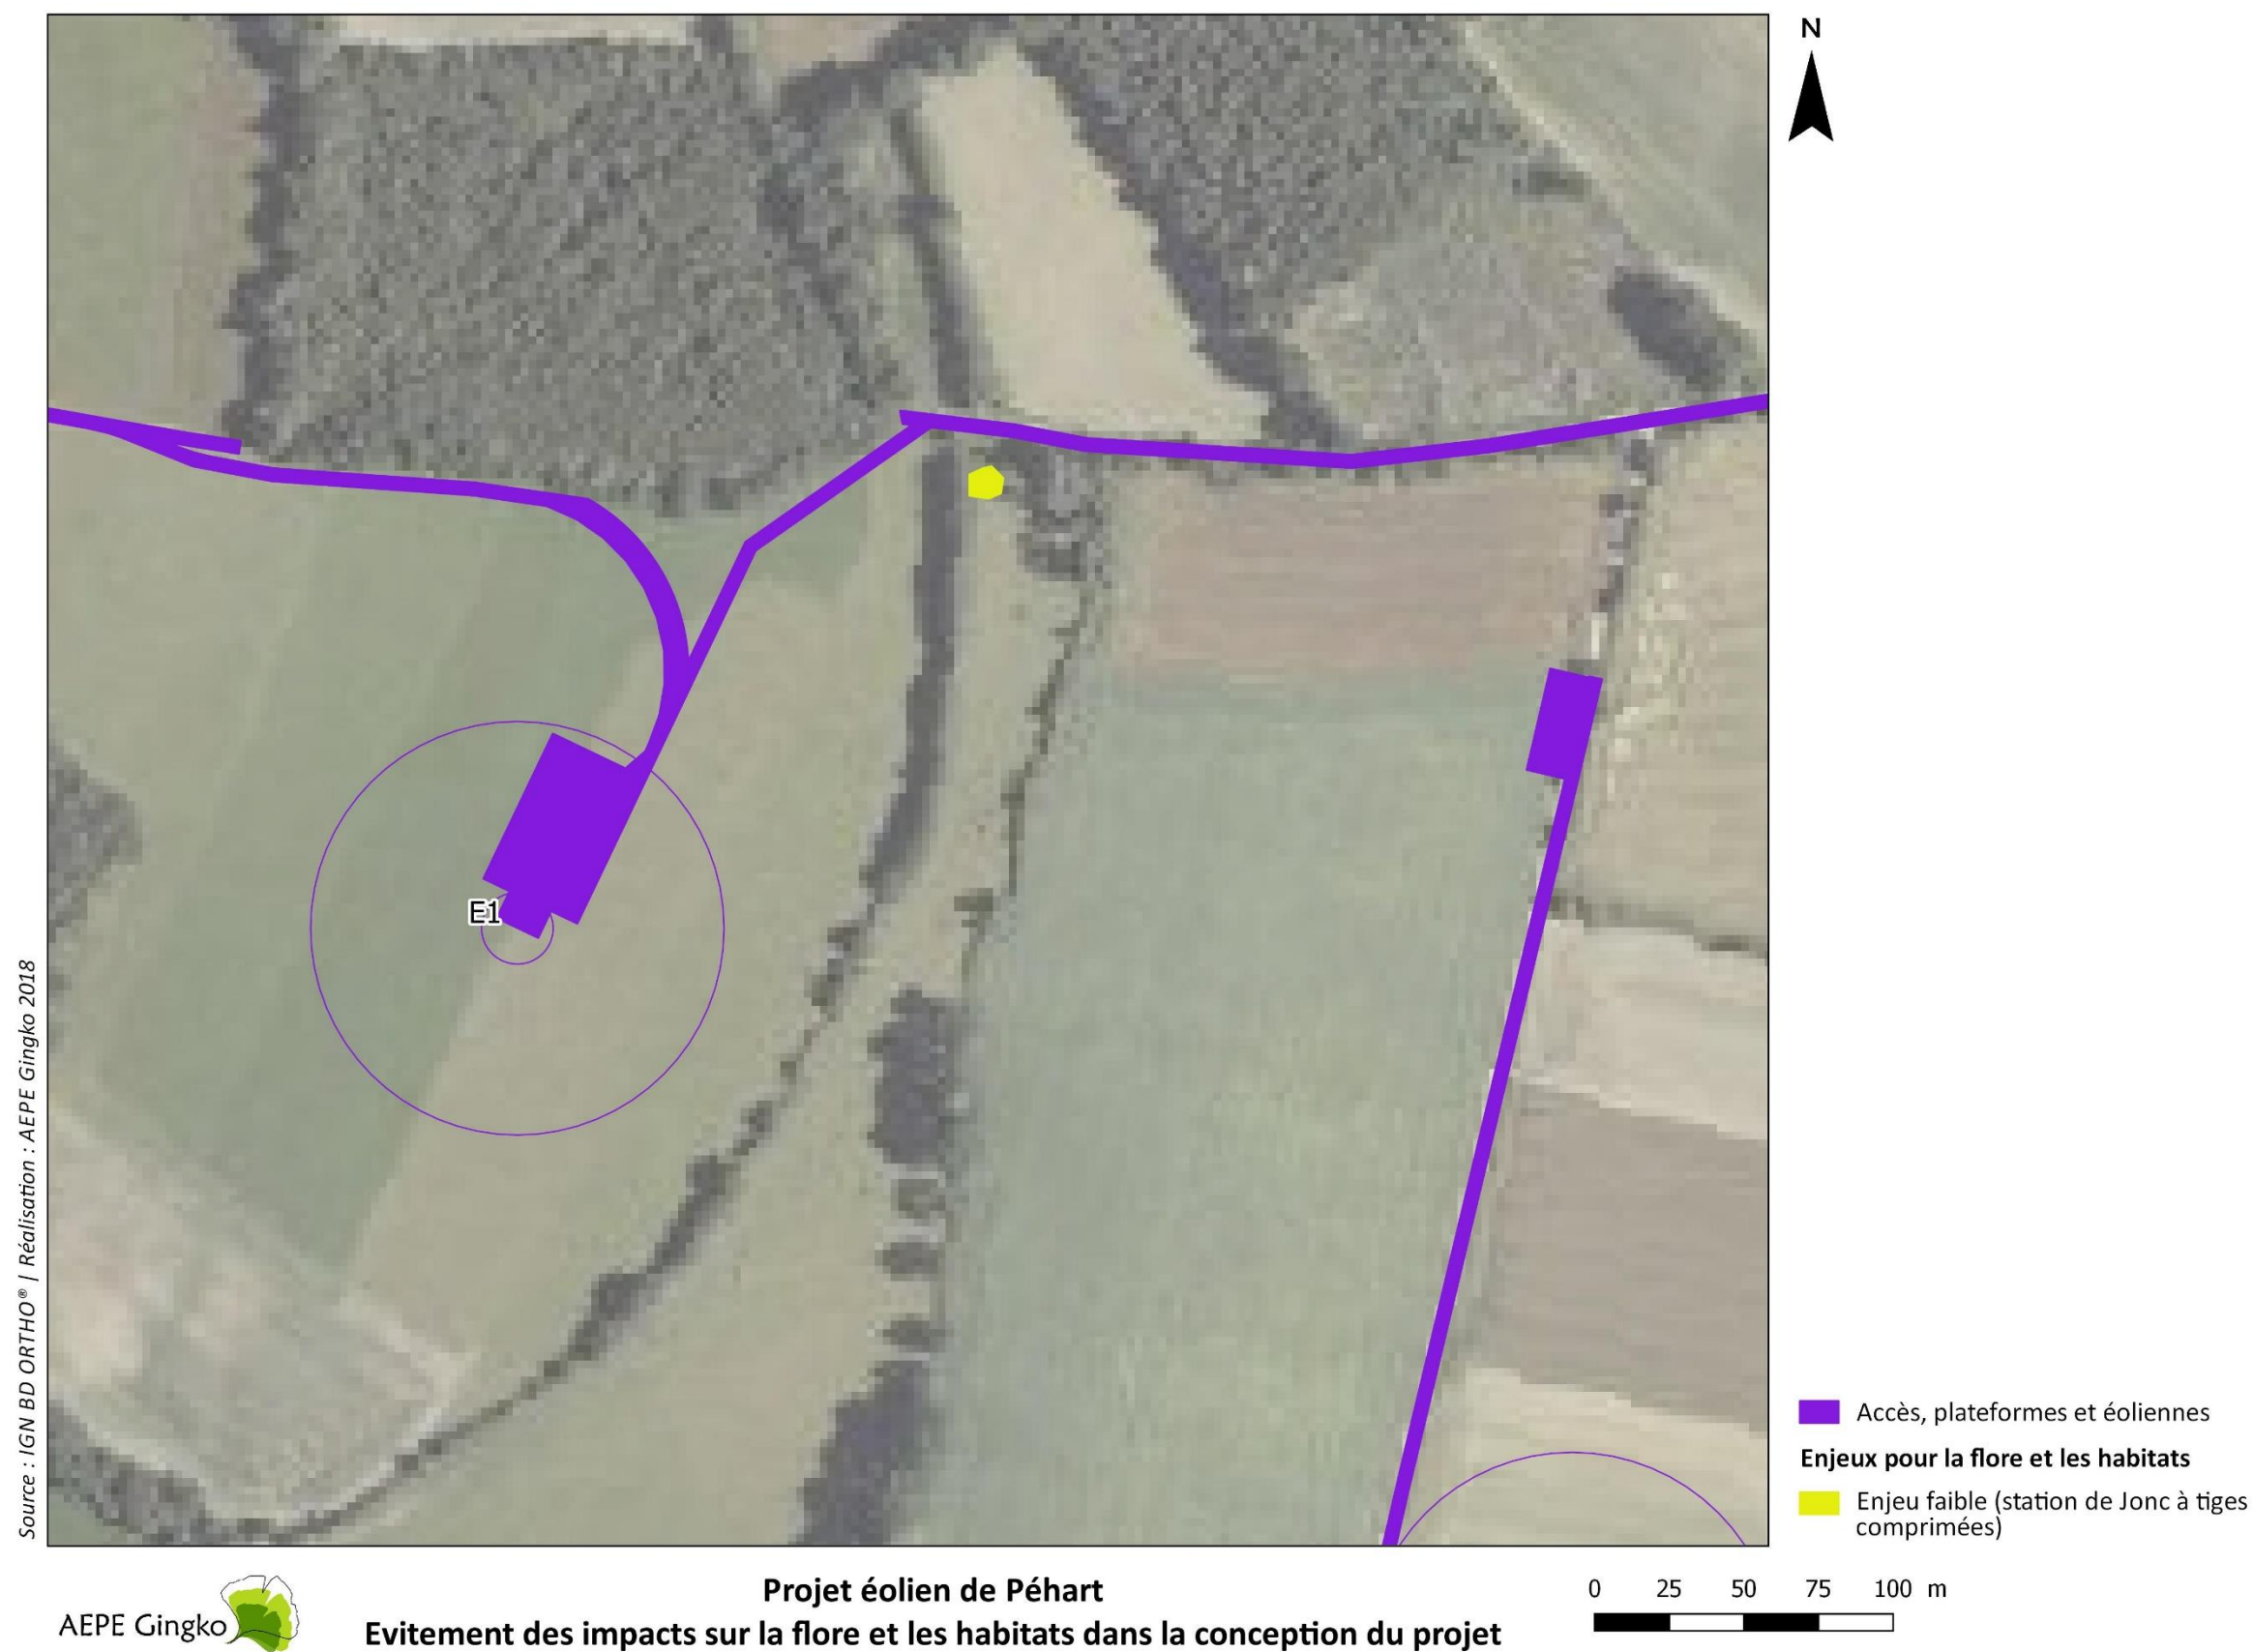 N
E1
Source : IGN BD ORTHO® | Réalisation : AEPE Gingko 2018
Accès, plateformes et éoliennes
Enjeux pour la flore et les habitats
Enjeu faible (station de Jonc à tiges
comprimées)
AEPE Gingko
Projet éolien de Péhart
Evitement des impacts sur la flore et les habitats dans la conception du projet
0 25 50 75 100 m